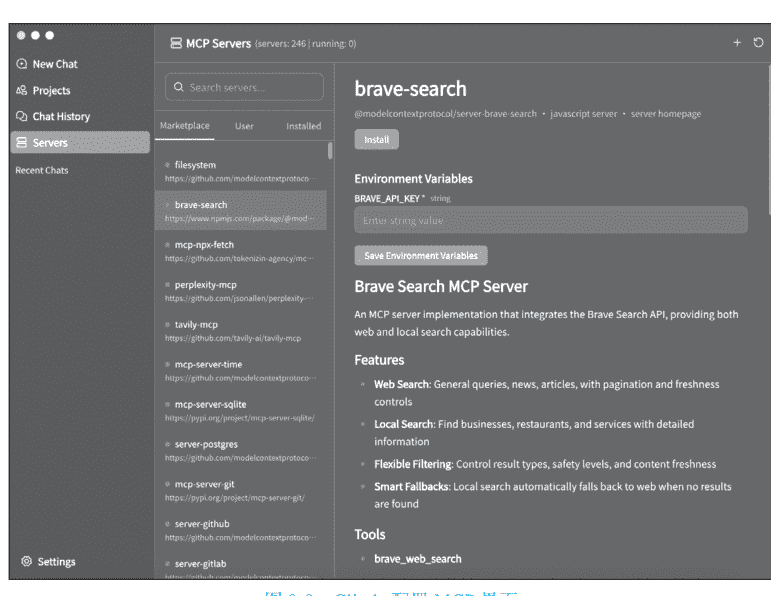 MCP Servers (servers: 246 | running: 0)
New Chat
Projects
Chat History
Servers
Recent Chats
Settings
Search servers...
Marketplace User Installed
filesystem
https://github.com/modelcontextprotoco···
brave-search
https://www.npmjs.com/package/@mod···
mcp-npx-fetch
https://github.com/tokenizin-agency/mc···
perplexity-mcp
https://github.com/jsonallen/perplexity-···
tavily-mcp
https://github.com/tavily-ai/tavily-mcp
mcp-server-time
https://github.com/modelcontextprotoco···
mcp-server-sqlite
https://pypi.org/project/mcp-server-sqlite/
server-postgres
https://github.com/modelcontextprotoco···
mcp-server-git
https://pypi.org/project/mcp-server-git/
server-github
https://github.com/modelcontextprotoco···
server-gitlab
https://github.com/modelcontextprotoco···
brave-search
@modelcontextprotocol/server-brave-search • javascript server • server homepage
Install
Environment Variables
BRAVE_API_KEY* string
Enter string value
Save Environment Variables
Brave Search MCP Server
An MCP server implementation that integrates the Brave Search API, providing both
web and local search capabilities.
Features
Web Search: General queries, news, articles, with pagination and freshness
controls
Local Search: Find businesses, restaurants, and services with detailed
information
Flexible Filtering: Control result types, safety levels, and content freshness
Smart Fallbacks: Local search automatically falls back to web when no results
are found
Tools
brave_web_search